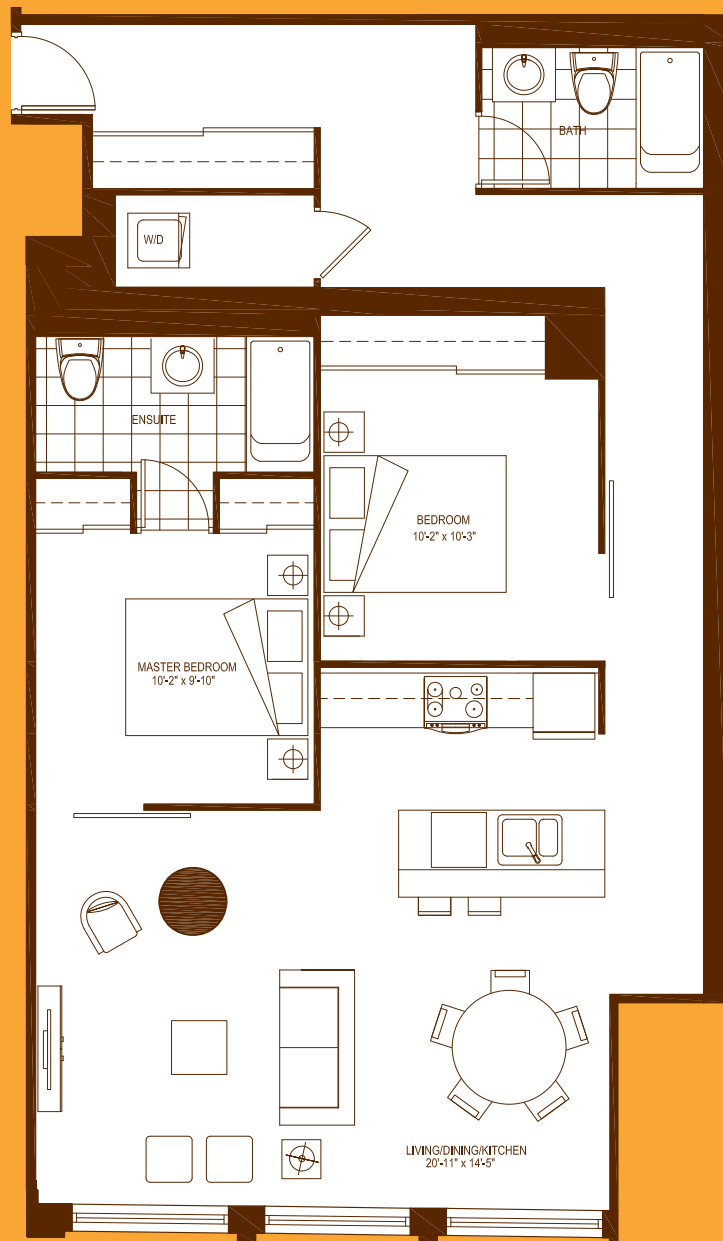 BATH
W/D
ENSUITE
BEDROOM
10'-2" x 10'-3"
MASTER BEDROOM
10'-2" x 9'-10"
LIVING/DINING/KITCHEN
20'-11" x 14'-5"